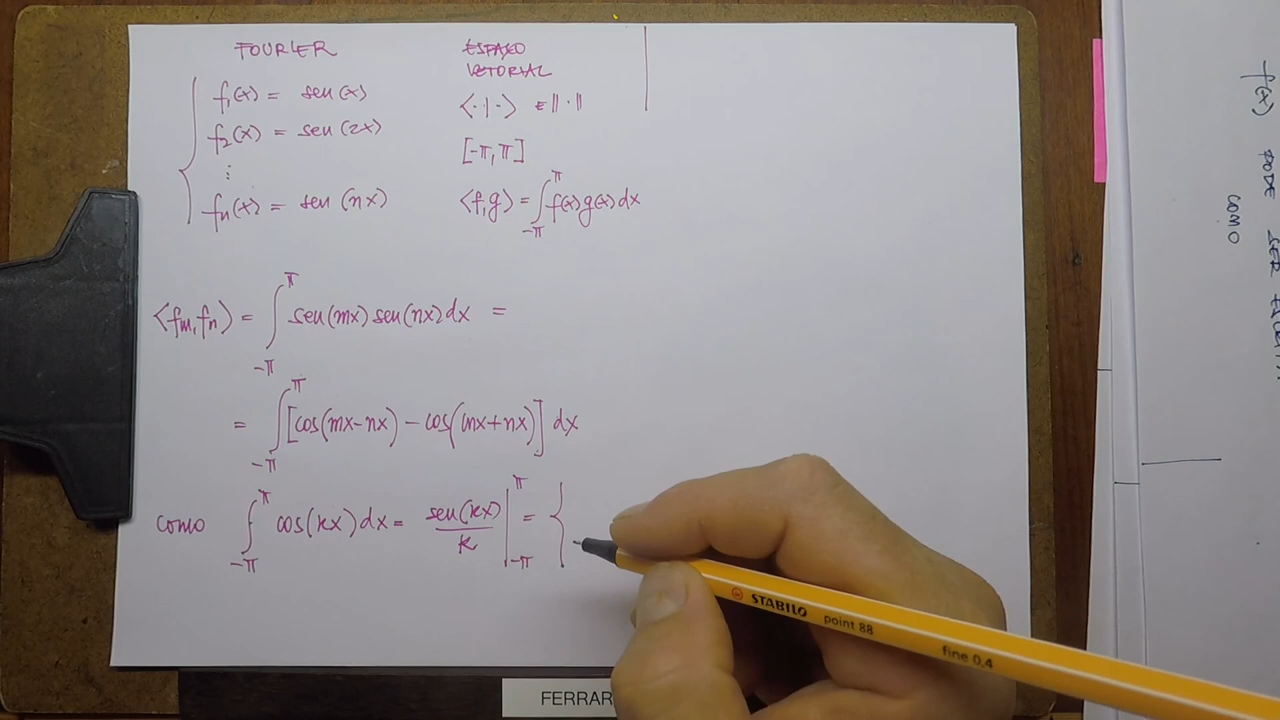 FOURIER
f₁(x) = sen(x)
f₂(x) = sen(2x)
⋮
fn(x) = sen(nx)
ESPAÇO
VETORIAL
⟨·|·⟩ e ||·||
[-π, π]
⟨f,g⟩ = ∫_{-π}^{π} f(x)g(x)dx
⟨fm,fn⟩ = ∫_{-π}^{π} sen(mx) sen(nx)dx =
= ∫_{-π}^{π} [cos(mx-nx) - cos(mx+nx)] dx
como ∫_{-π}^{π} cos(kx)dx = sen(kx)/k |_{-π}^{π} = {
STABILO point 88 fine 0,4
f(x) PODE SER
COMO